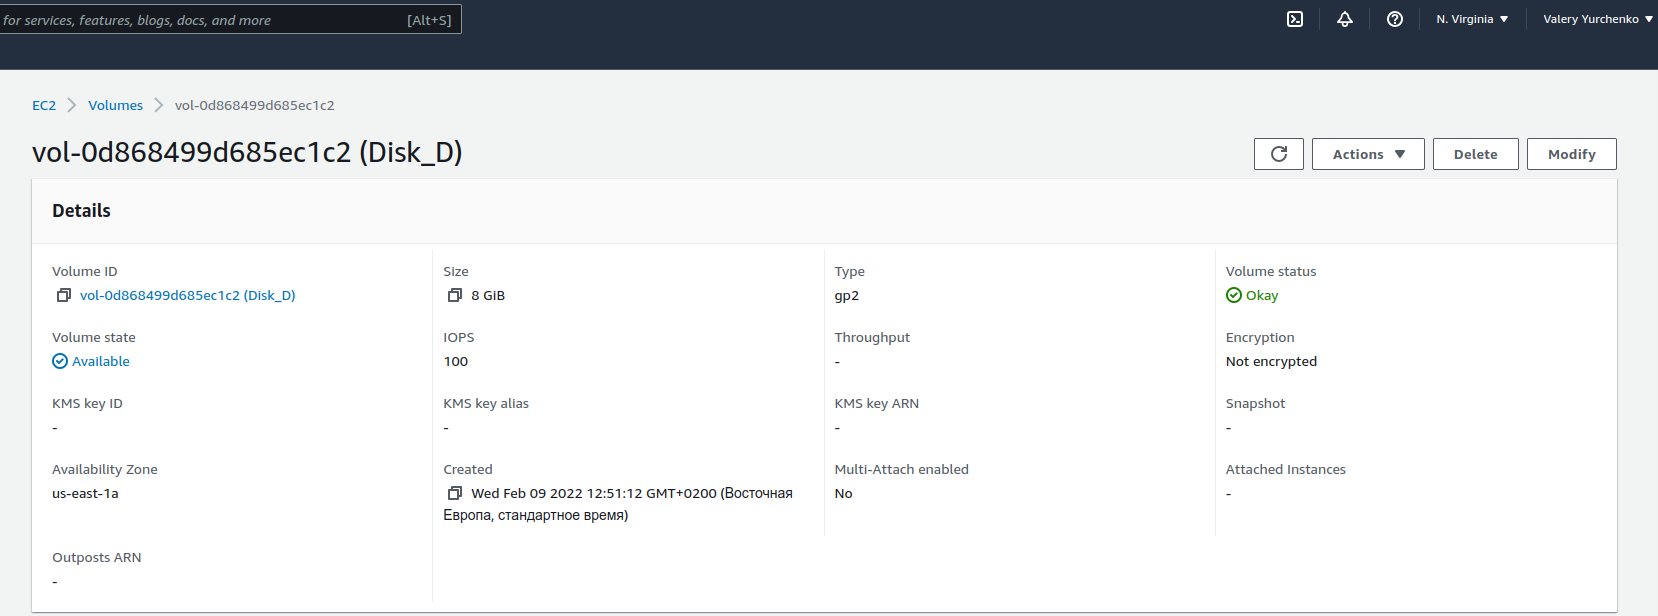 for services, features, blogs, docs, and more [Alt+S] N. Virginia Valery Yurchenko
EC2 Volumes vol-0d868499d685ec1c2
vol-0d868499d685ec1c2 (Disk_D) Actions Delete Modify
Details
Volume ID Size Type Volume status
vol-0d868499d685ec1c2 (Disk_D) 8 GiB gp2 Okay
Volume state IOPS Throughput Encryption
Available 100 - Not encrypted
KMS key ID KMS key alias KMS key ARN Snapshot
- - - -
Availability Zone Created Multi-Attach enabled Attached Instances
us-east-1a Wed Feb 09 2022 12:51:12 GMT+0200 (Восточная No -
Европа, стандартное время)
Outposts ARN
-